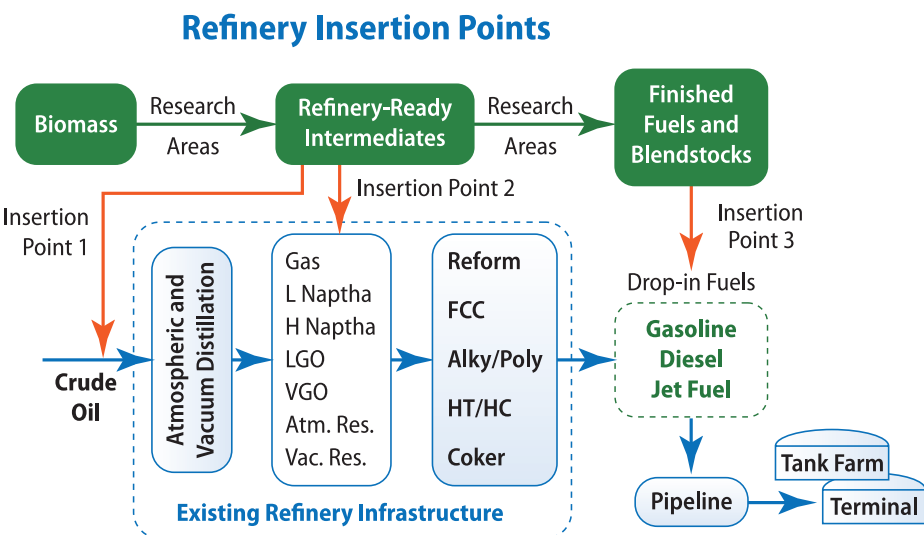 Refinery Insertion Points
Biomass
Research
Areas
Refinery-Ready
Intermediates
Research
Areas
Finished
Fuels and
Blendstocks
Insertion
Point 1
Insertion Point 2
Insertion
Point 3
Drop-in Fuels
Crude
Oil
Atmospheric and
Vacuum Distillation
Gas
L Naptha
H Naptha
LGO
VGO
Atm. Res.
Vac. Res.
Reform
FCC
Alky/Poly
HT/HC
Coker
Gasoline
Diesel
Jet Fuel
Existing Refinery Infrastructure
Pipeline
Tank Farm
Terminal